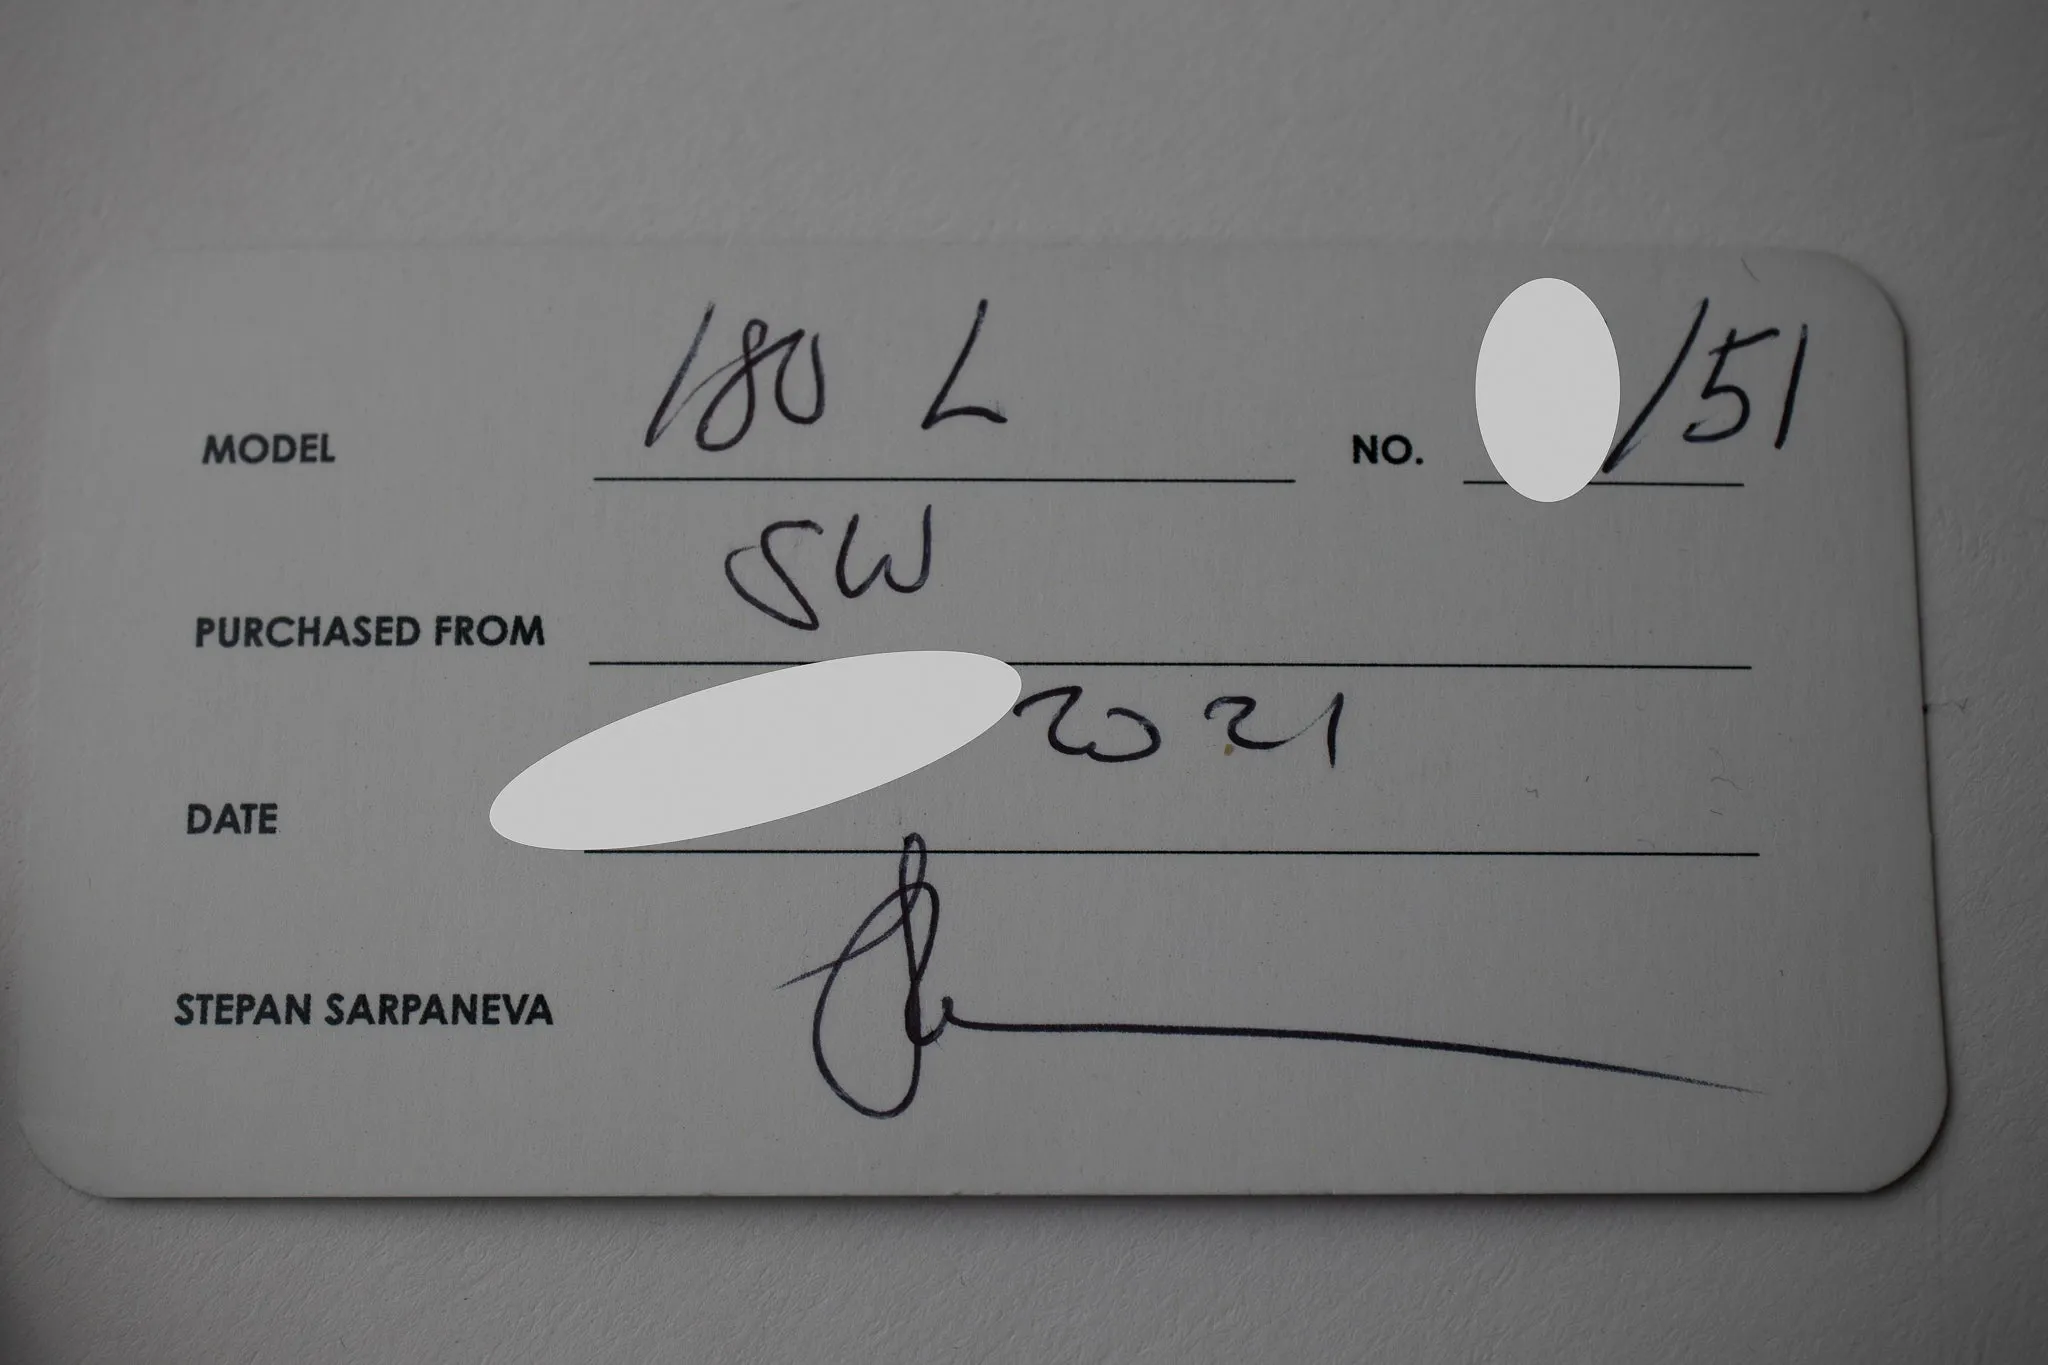 MODEL 180 L NO. /51
PURCHASED FROM SW
DATE 2021
STEPAN SARPANEVA